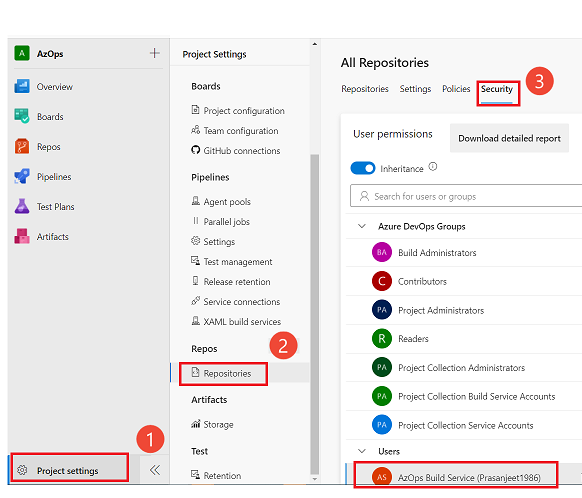 A AzOps +
Overview
Boards
Repos
Pipelines
Test Plans
Artifacts
1
Project settings
Project Settings
Boards
Project configuration
Team configuration
GitHub connections
Pipelines
Agent pools
Parallel jobs
Settings
Test management
Release retention
Service connections
XAML build services
Repos
2
Repositories
Artifacts
Storage
Test
Retention
All Repositories
3
Repositories Settings Policies Security
User permissions Download detailed report
Inheritance
Search for users or groups
Azure DevOps Groups
BA Build Administrators
C Contributors
PA Project Administrators
R Readers
PA Project Collection Administrators
PA Project Collection Build Service Accounts
PA Project Collection Service Accounts
Users
AS AzOps Build Service (Prasanjeet1986)